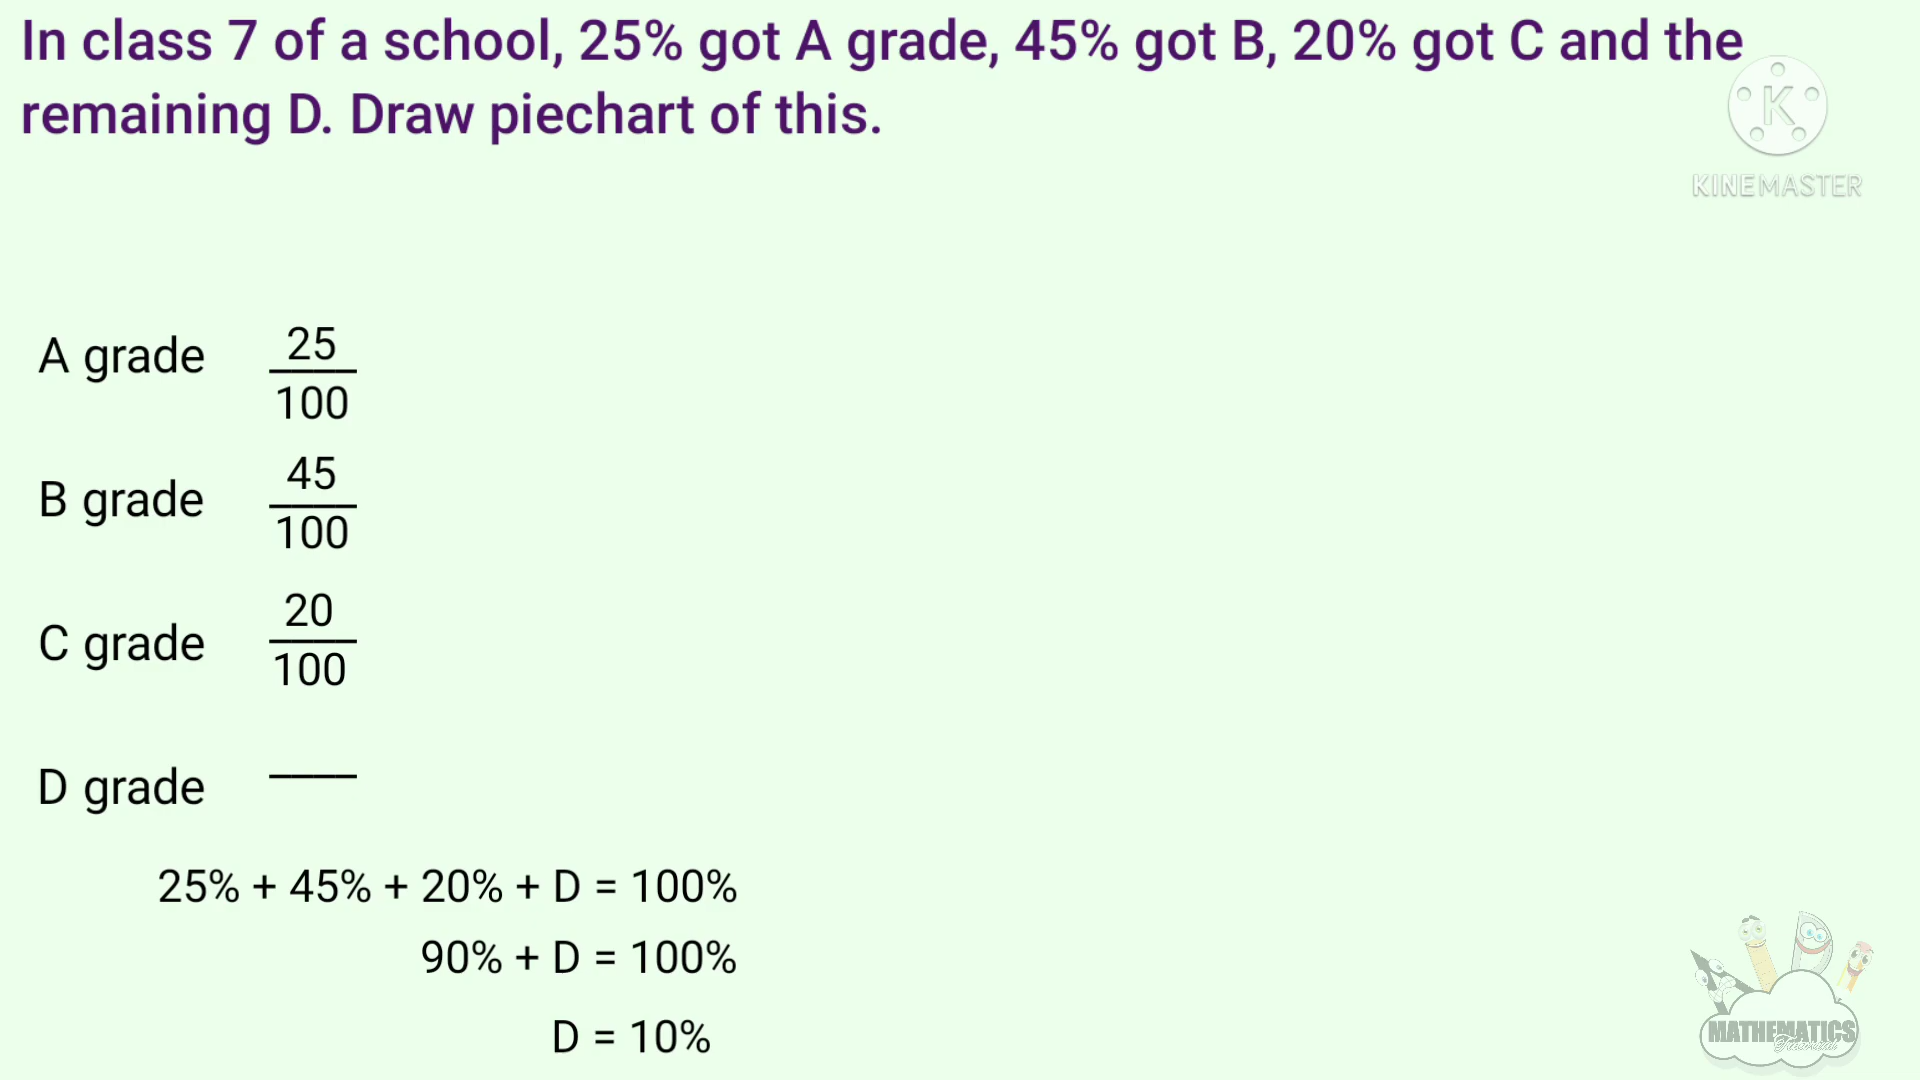 In class 7 of a school, 25% got A grade, 45% got B, 20% got C and the
remaining D. Draw piechart of this.
K
KINEMASTER
A grade 25/100
B grade 45/100
C grade 20/100
D grade
25% + 45% + 20% + D = 100%
90% + D = 100%
D = 10%
MATHEMATICS
Tutorial